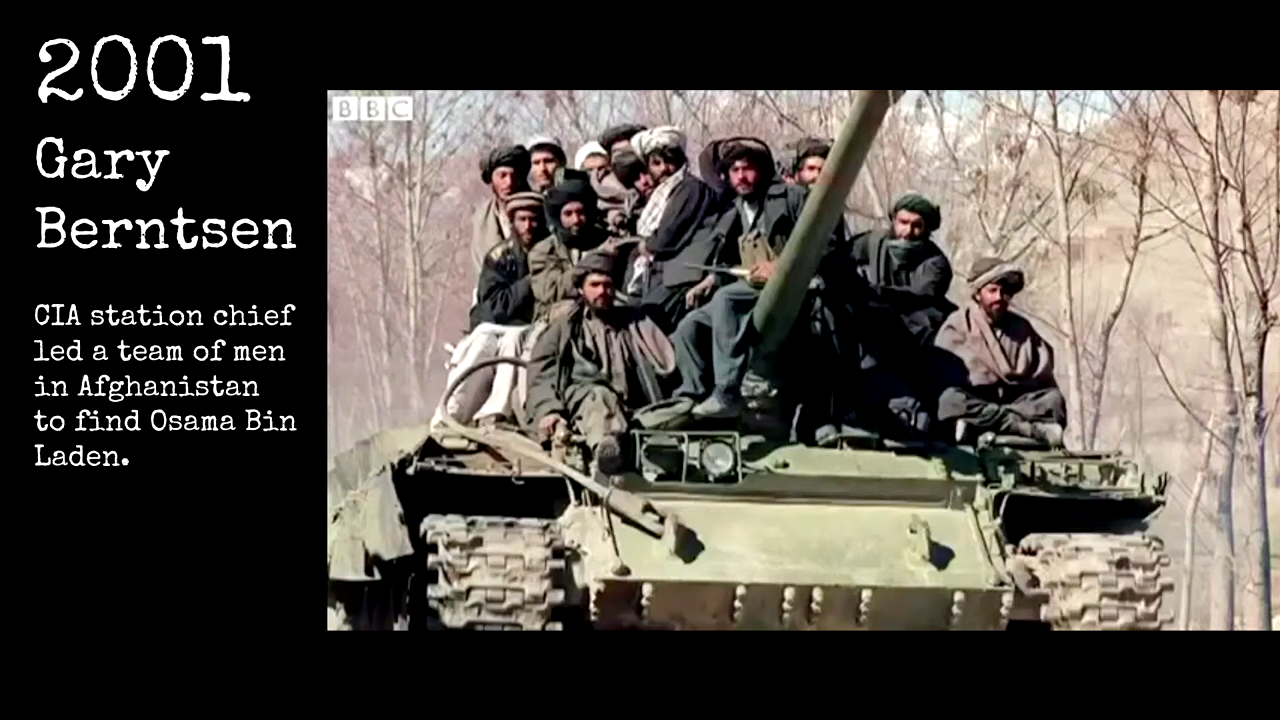 2001
Gary
Berntsen
CIA station chief
led a team of men
in Afghanistan
to find Osama Bin
Laden.
BBC